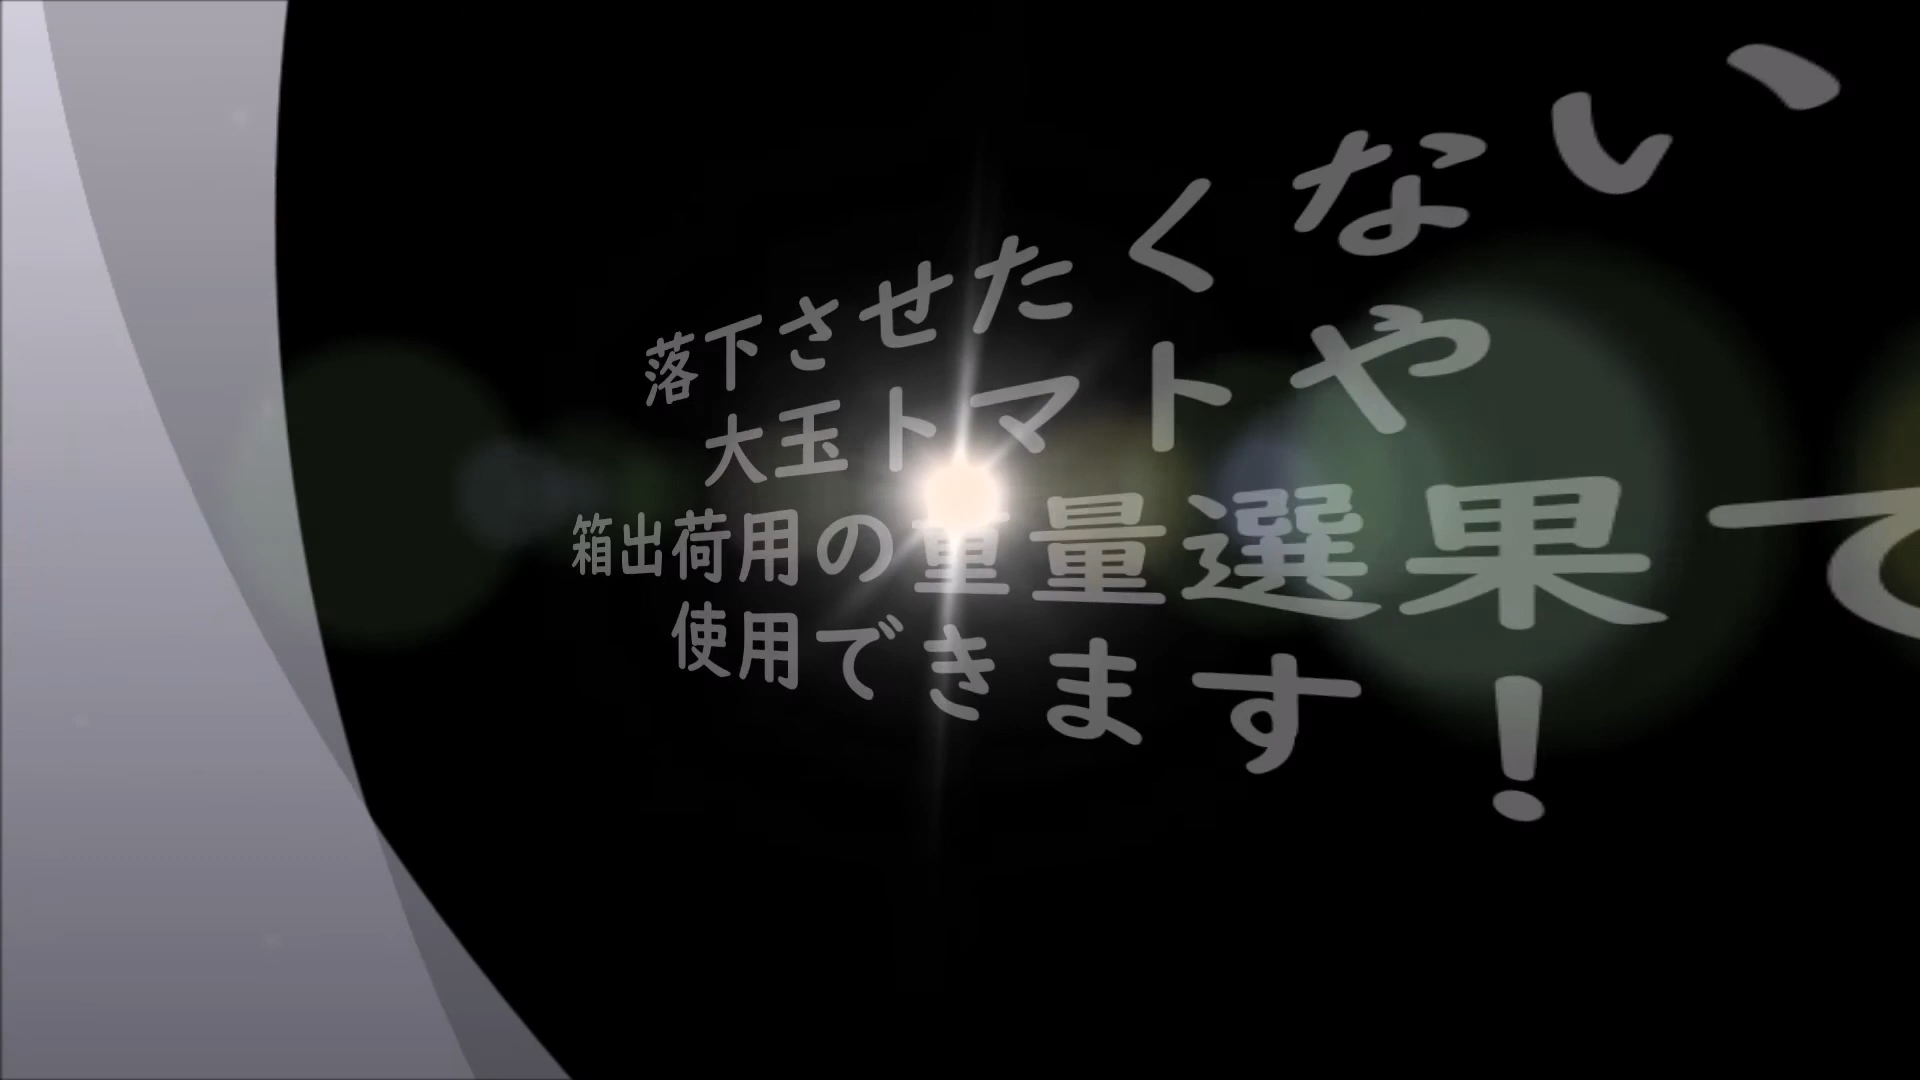 落下させたくない、
大玉トマトや
箱出荷用の重量選果で
使用できます！